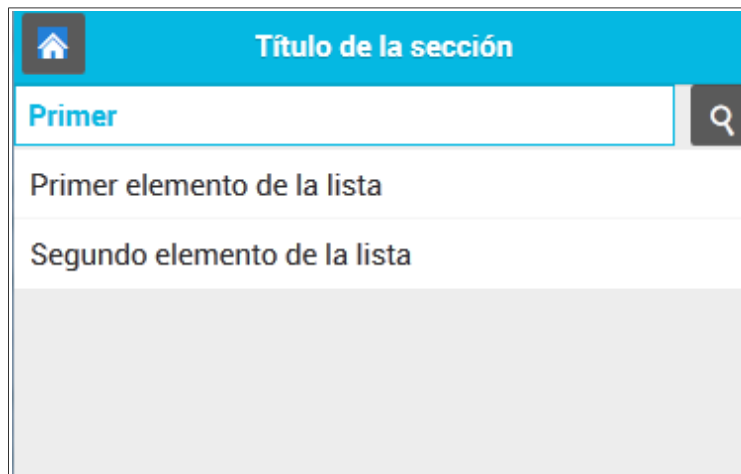 Título de la sección
Primer
Primer elemento de la lista
Segundo elemento de la lista